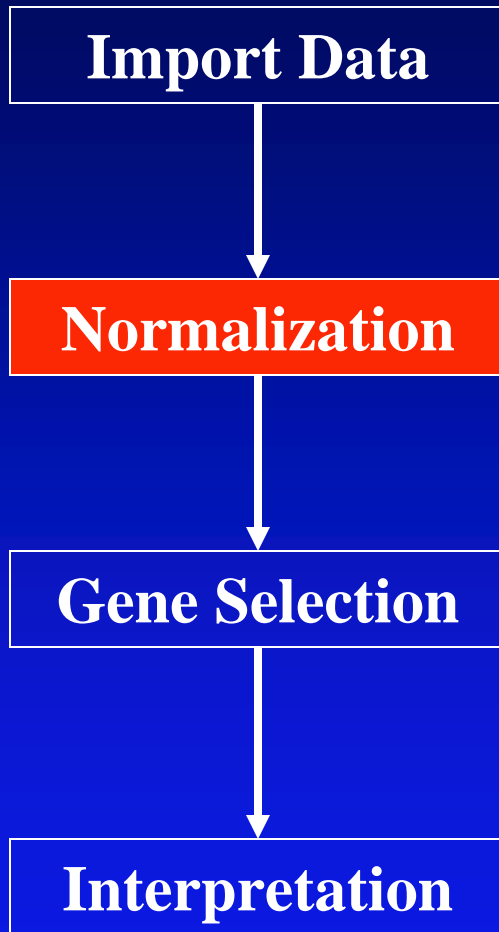 Import Data
Normalization
Gene Selection
Interpretation